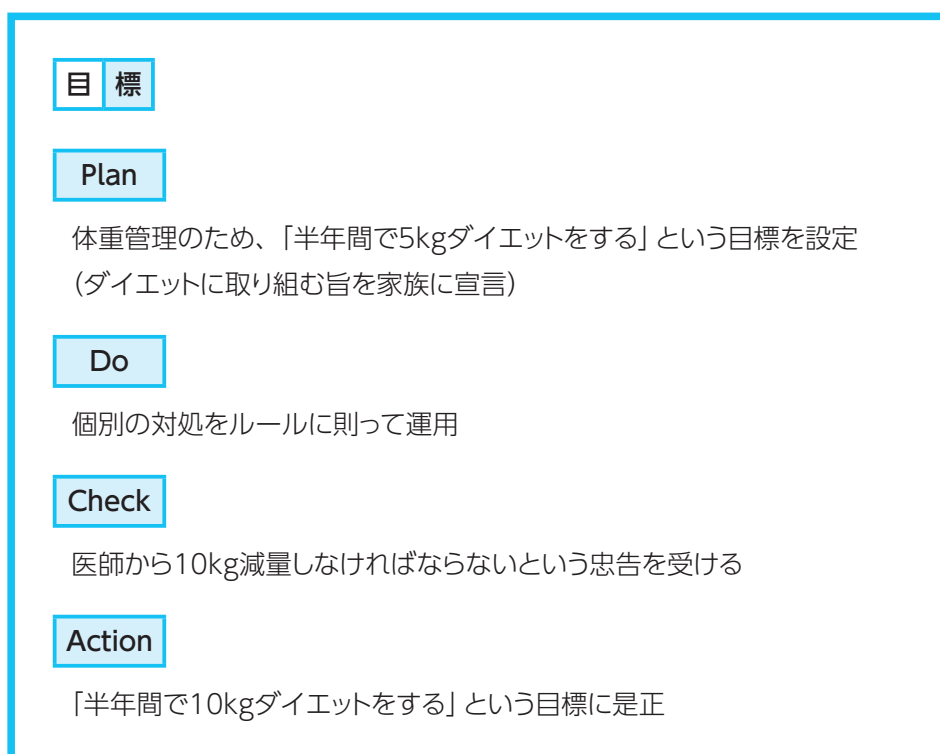 目標
Plan
体重管理のため、「半年間で5kgダイエットをする」という目標を設定
（ダイエットに取り組む旨を家族に宣言）
Do
個別の対処をルールに則って運用
Check
医師から10kg減量しなければならないという忠告を受ける
Action
「半年間で10kgダイエットをする」という目標に是正